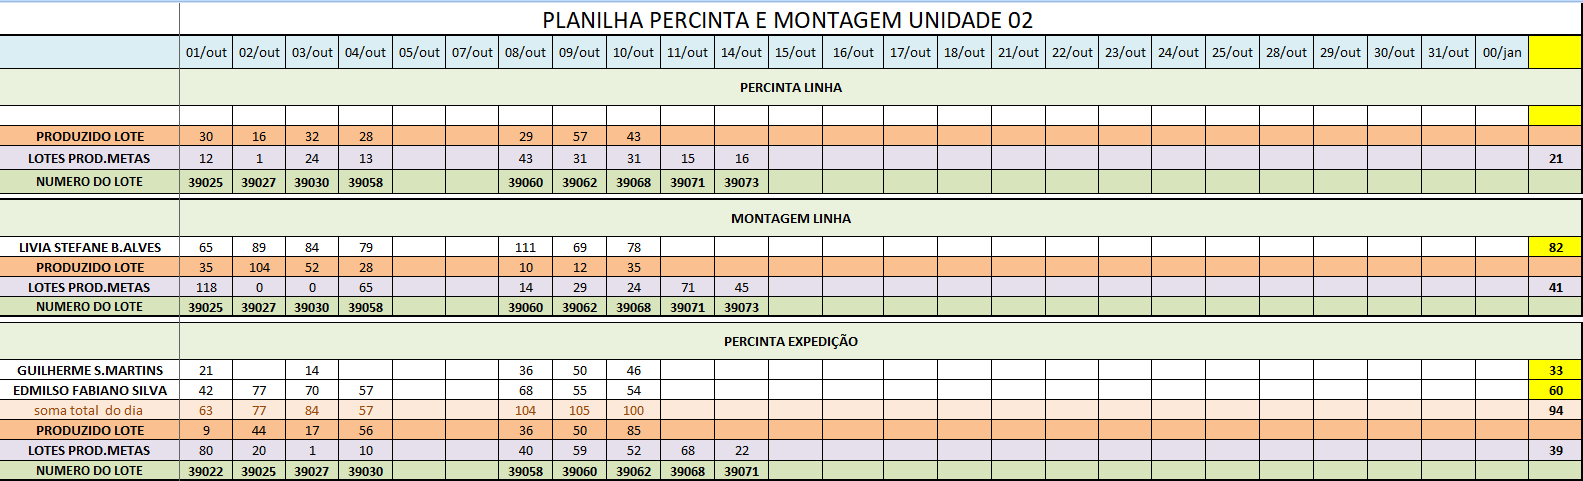 PLANILHA PERCINTA E MONTAGEM UNIDADE 02
01/out 02/out 03/out 04/out 05/out 07/out 08/out 09/out 10/out 11/out 14/out 15/out 16/out 17/out 18/out 21/out 22/out 23/out 24/out 25/out 28/out 29/out 30/out 31/out 00/jan
PERCINTA LINHA
PRODUZIDO LOTE 30 16 32 28 29 57 43
LOTES PROD.METAS 12 1 24 13 43 31 31 15 16 21
NUMERO DO LOTE 39025 39027 39030 39058 39060 39062 39068 39071 39073
MONTAGEM LINHA
LIVIA STEFANE B.ALVES 65 89 84 79 111 69 78 82
PRODUZIDO LOTE 35 104 52 28 10 12 35
LOTES PROD.METAS 118 0 0 65 14 29 24 71 45 41
NUMERO DO LOTE 39025 39027 39030 39058 39060 39062 39068 39071 39073
PERCINTA EXPEDIÇÃO
GUILHERME S.MARTINS 21 14 36 50 46 33
EDMILSO FABIANO SILVA 42 77 70 57 68 55 54 60
soma total do dia 63 77 84 57 104 105 100 94
PRODUZIDO LOTE 9 44 17 56 36 50 85
LOTES PROD.METAS 80 20 1 10 40 59 52 68 22 39
NUMERO DO LOTE 39022 39025 39027 39030 39058 39060 39062 39068 39071